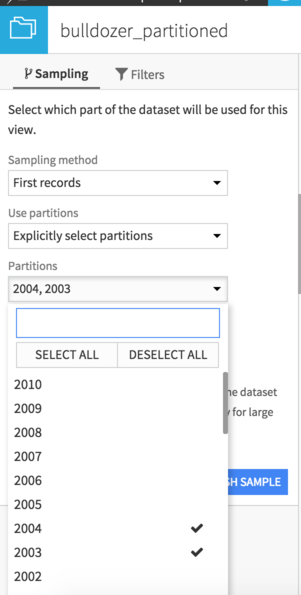 bulldozer_partitioned
Sampling
Filters
Select which part of the dataset will be used for this
view.
Sampling method
First records
Use partitions
Explicitly select partitions
Partitions
2004, 2003
SELECT ALL
DESELECT ALL
2010
2009
dataset
2008
for large
2007
2006
SAMPLE
2005
2004
2003
2002